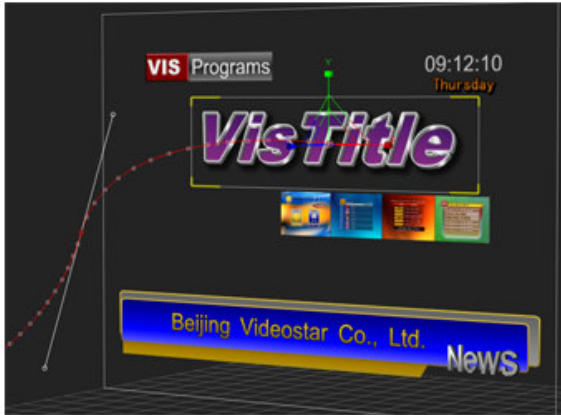 VIS Programs
09:12:10
Thursday
Y
VisTitle
Beijing Videostar Co., Ltd.
NewS